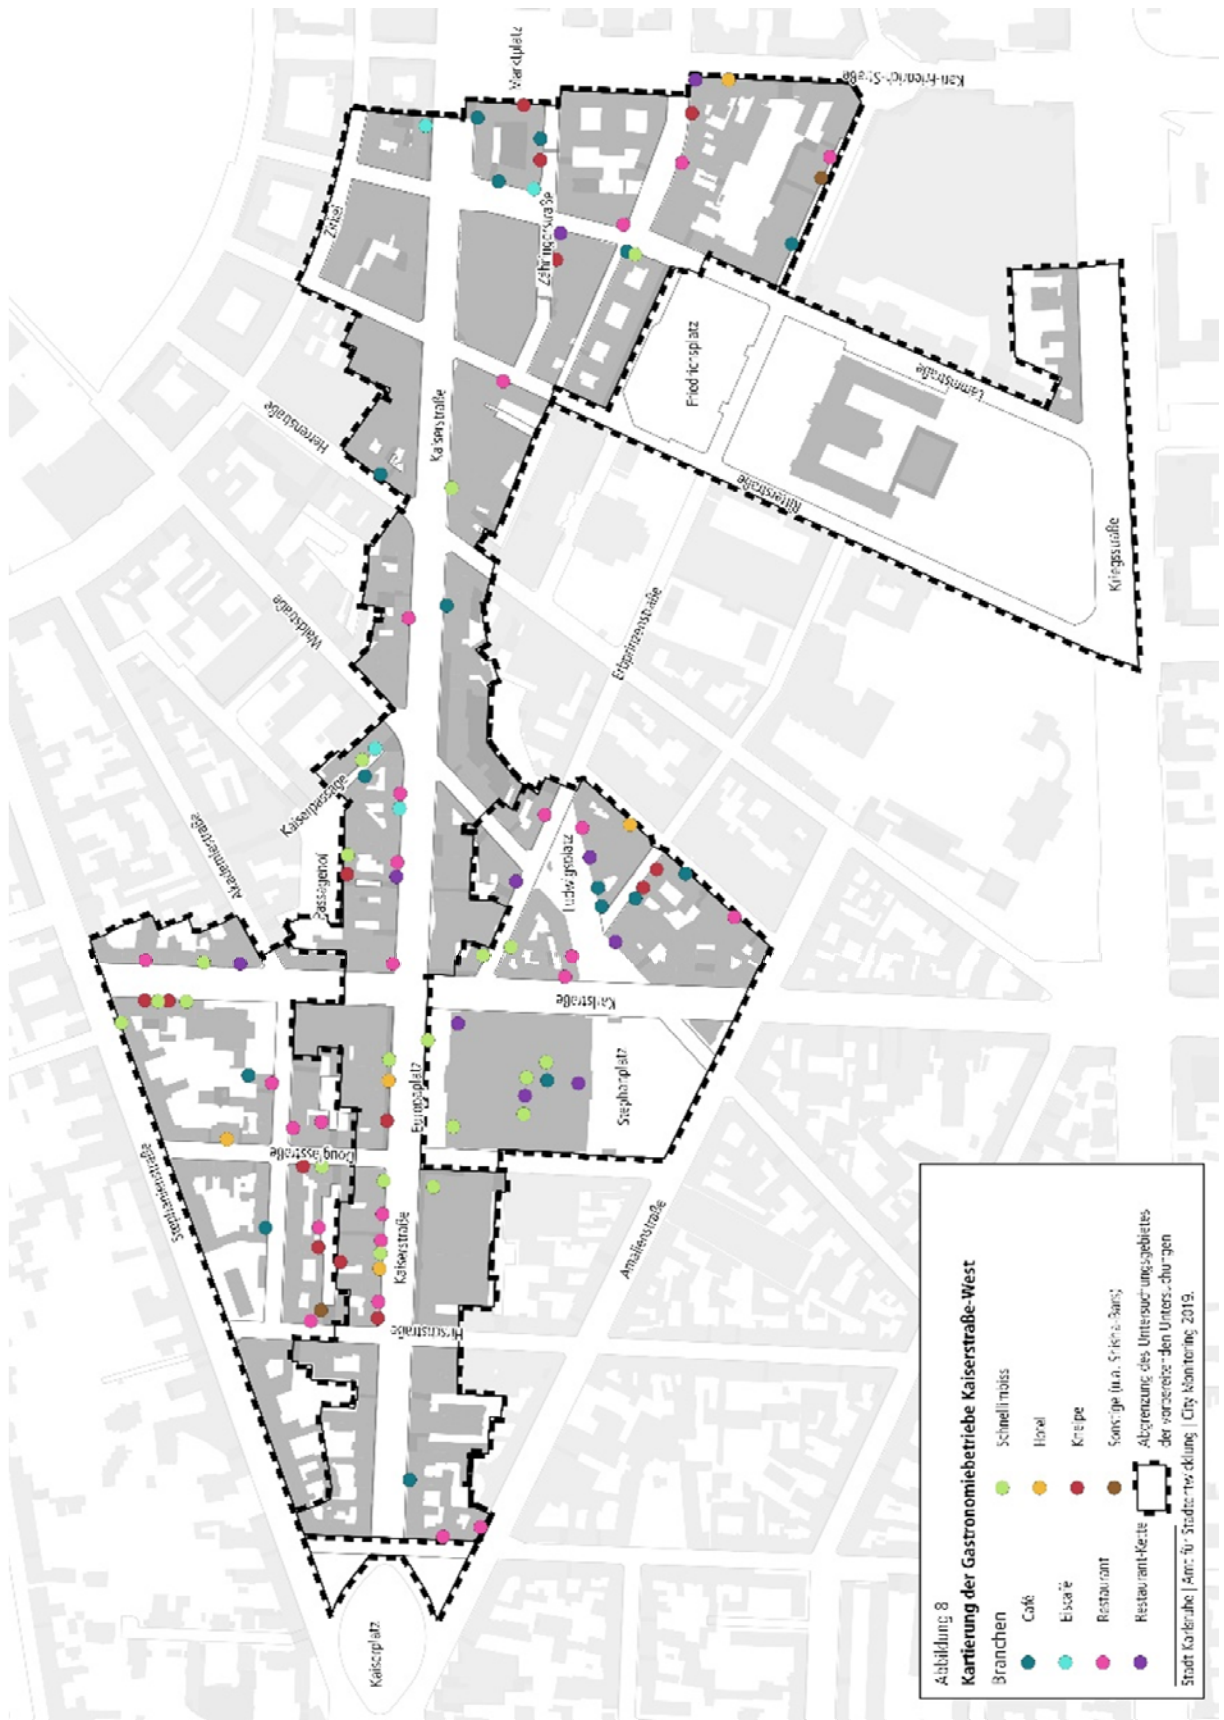 Marktplatz
Karl-Friedrich-Straße
Zirkel
Zähringerstraße
Herrenstraße
Kaiserstraße
Friedrichsplatz
Lammstraße
Ritterstraße
Kriegsstraße
Waldstraße
Erbprinzenstraße
Kaiserpassage
Akademiestraße
Passagehof
Ludwigsplatz
Karlstraße
Europaplatz
Stephanplatz
Douglasstraße
Stephanienstraße
Kaiserstraße
Amalienstraße
Hirschstraße
Kaiserplatz
Abbildung 8
Kartierung der Gastronomiebetriebe Kaiserstraße-West
Branchen
Café
Eiscafé
Restaurant
Restaurant-Kette
Schnellimbiss
Hotel
Kneipe
Sonstige (u.a. Shisha-Bars)
Abgrenzung des Untersuchungsgebietes
der vorbereitenden Untersuchungen
Stadt Karlsruhe | Amt für Stadtentwicklung | City Monitoring 2019.